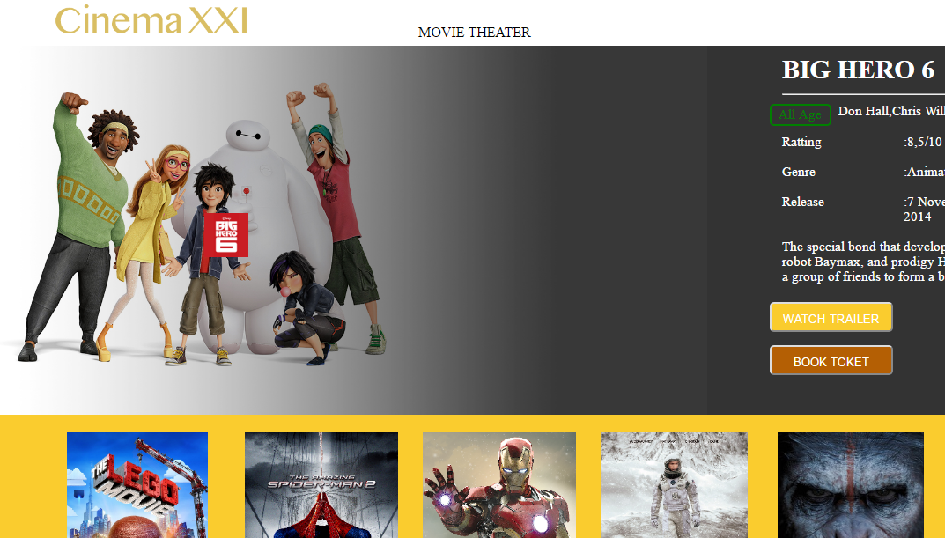 Cinema XXI
MOVIE THEATER
BIG HERO 6
All Age Don Hall,Chris Will
Ratting :8,5/10
Genre :Anima
Release :7 Nove
2014
The special bond that develop
robot Baymax, and prodigy H
a group of friends to form a b
WATCH TRAILER
BOOK TCKET
BIG
HERO
6
THE
LEGO
MOVIE
THE AMAZING
SPIDER-MAN 2